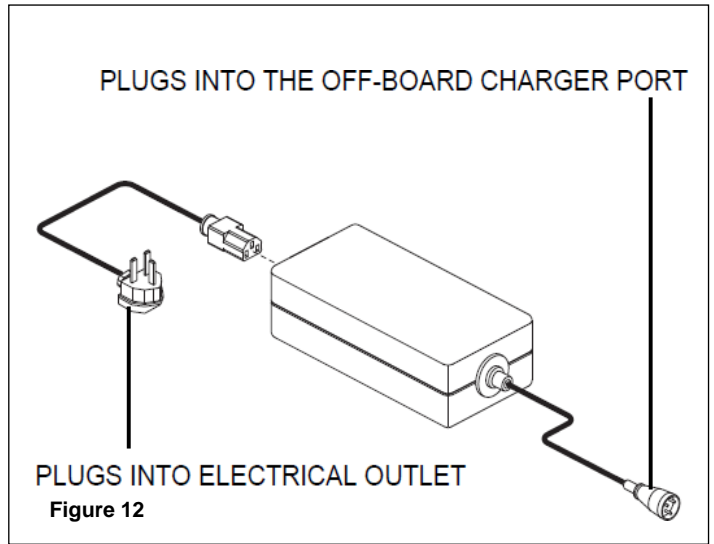 PLUGS INTO THE OFF-BOARD CHARGER PORT
PLUGS INTO ELECTRICAL OUTLET
Figure 12